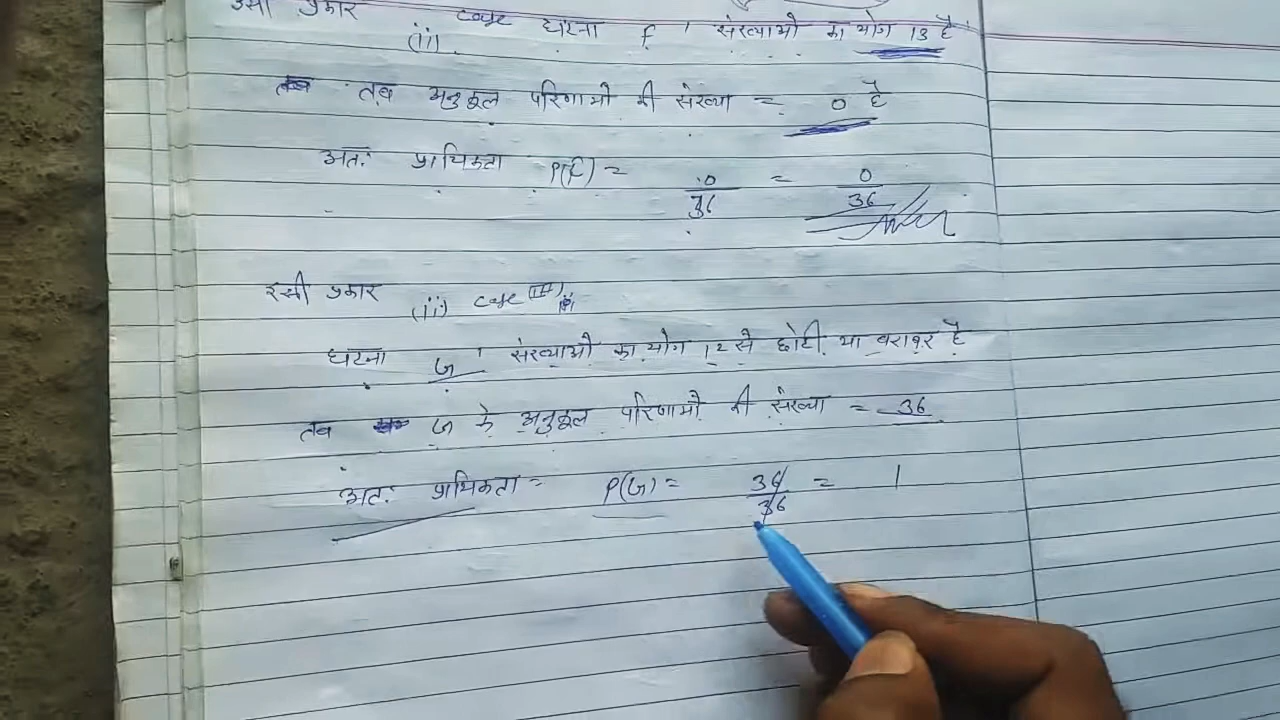 इसी प्रकार (ii) case घटना F ' संख्याओ का योग 13 है
तब अनुकूल परिणामो की संख्या = 0 है
अतः प्रायिकता P(F) = 0/36 = 0/36
इसी प्रकार (iii) case III
घटना G ' संख्याओ का योग 12 से छोटी या बराबर है
तब G के अनुकूल परिणामो की संख्या = 36
अतः प्रायिकता = P(G) = 36/36 = 1